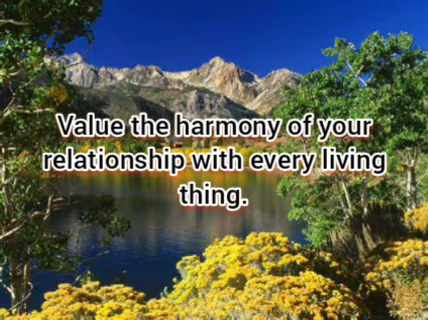 Value the harmony of your
relationship with every living
thing.